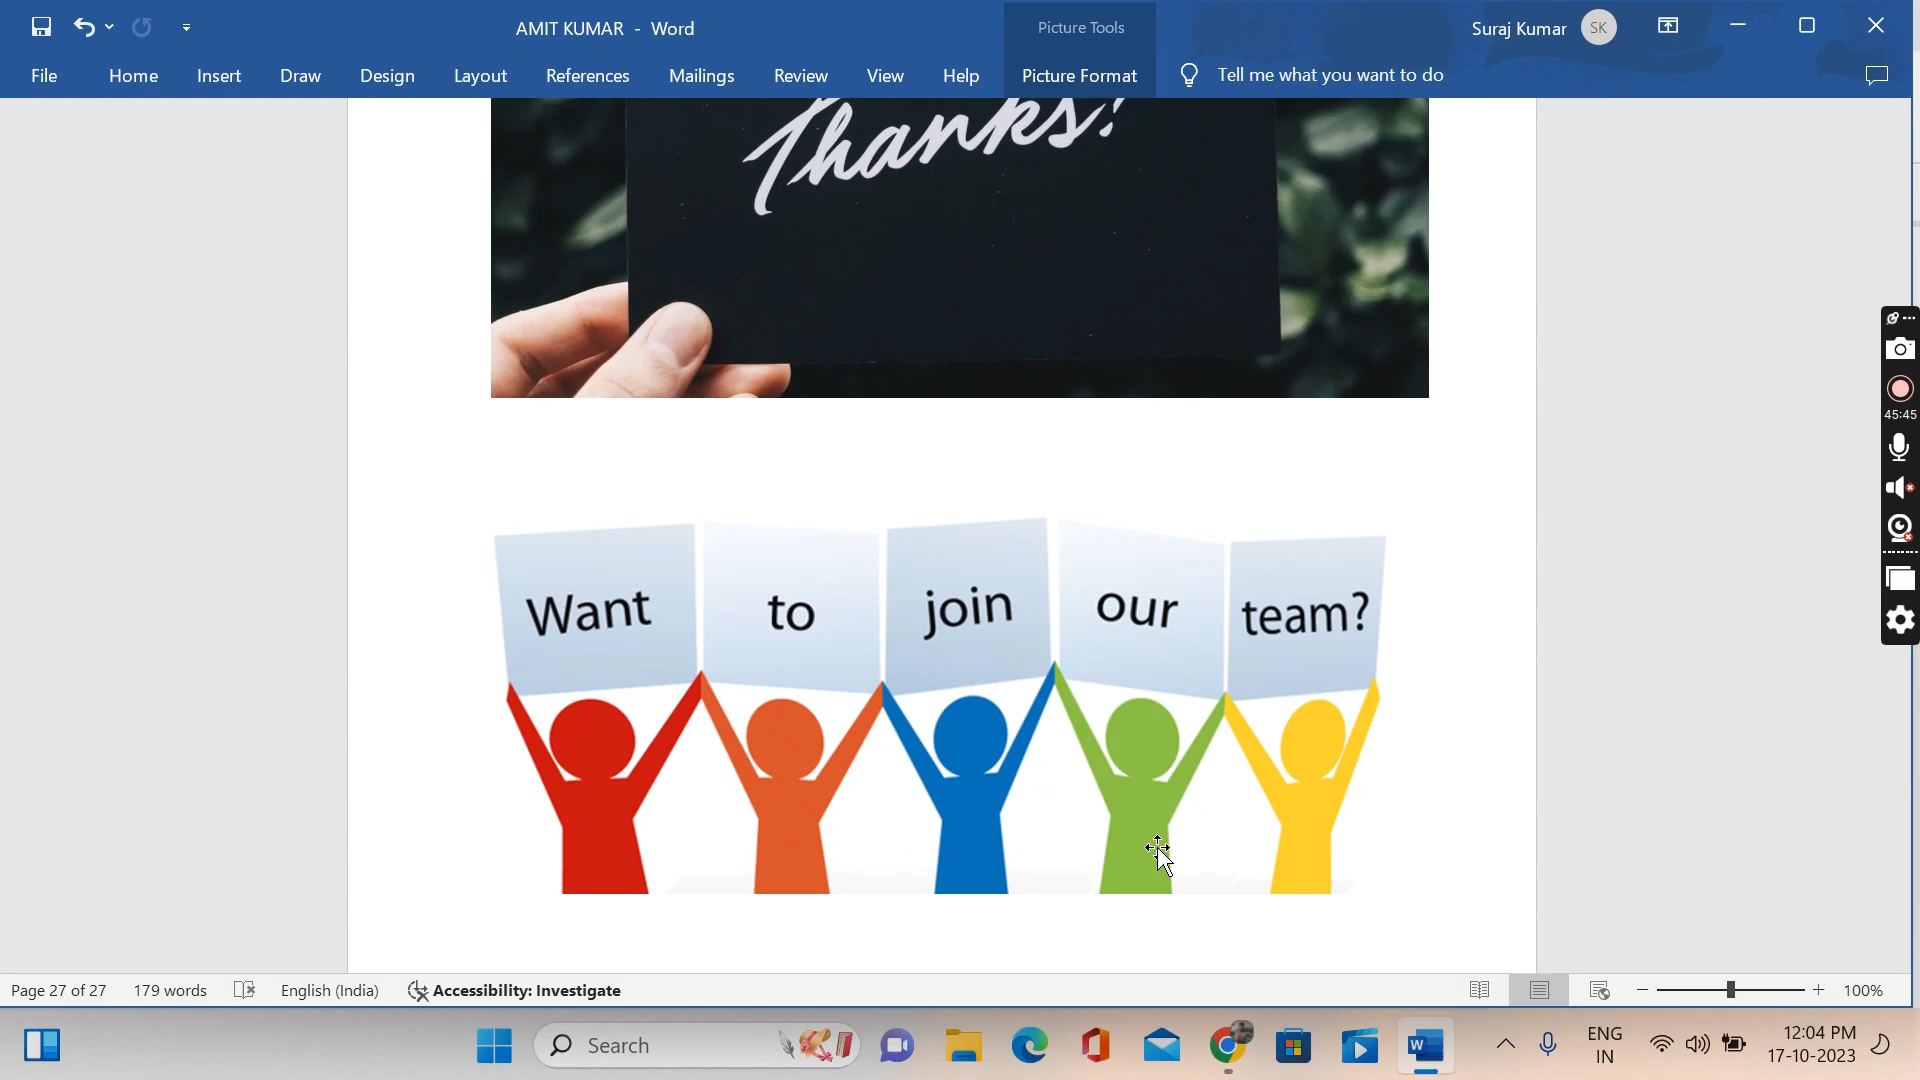 AMIT KUMAR - Word
Picture Tools
Suraj Kumar
SK
File
Home
Insert
Draw
Design
Layout
References
Mailings
Review
View
Help
Picture Format
Tell me what you want to do
Thanks!
45:45
Want to join our team?
Page 27 of 27
179 words
English (India)
Accessibility: Investigate
100%
Search
ENG
IN
12:04 PM
17-10-2023